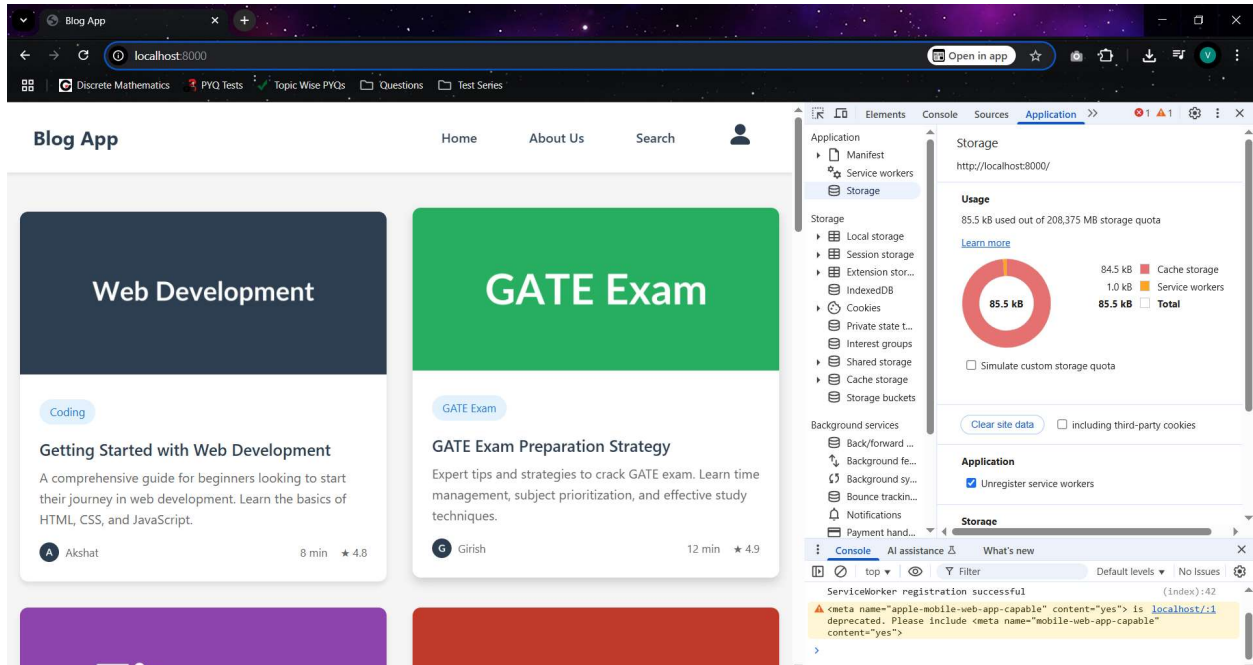 Blog App
localhost:8000
Open in app
V
Discrete Mathematics
PYQ Tests
Topic Wise PYQs
Questions
Test Series
Blog App
Home
About Us
Search
Web Development
Coding
Getting Started with Web Development
A comprehensive guide for beginners looking to start
their journey in web development. Learn the basics of
HTML, CSS, and JavaScript.
A Akshat
8 min ★ 4.8
GATE Exam
GATE Exam
GATE Exam Preparation Strategy
Expert tips and strategies to crack GATE exam. Learn time
management, subject prioritization, and effective study
techniques.
G Girish
12 min ★ 4.9
Elements Console Sources Application
1 1
Application
Manifest
Service workers
Storage
Storage
Local storage
Session storage
Extension stor...
IndexedDB
Cookies
Private state t...
Interest groups
Shared storage
Cache storage
Storage buckets
Background services
Back/forward ...
Background fe...
Background sy...
Bounce trackin...
Notifications
Payment hand...
Storage
http://localhost:8000/
Usage
85.5 kB used out of 208,375 MB storage quota
Learn more
85.5 kB
84.5 kB Cache storage
1.0 kB Service workers
85.5 kB Total
Simulate custom storage quota
Clear site data
including third-party cookies
Application
Unregister service workers
Storage
Console AI assistance What's new
top Filter Default levels No Issues
ServiceWorker registration successful (index):42
<meta name="apple-mobile-web-app-capable" content="yes"> is localhost/:1
deprecated. Please include <meta name="mobile-web-app-capable"
content="yes">